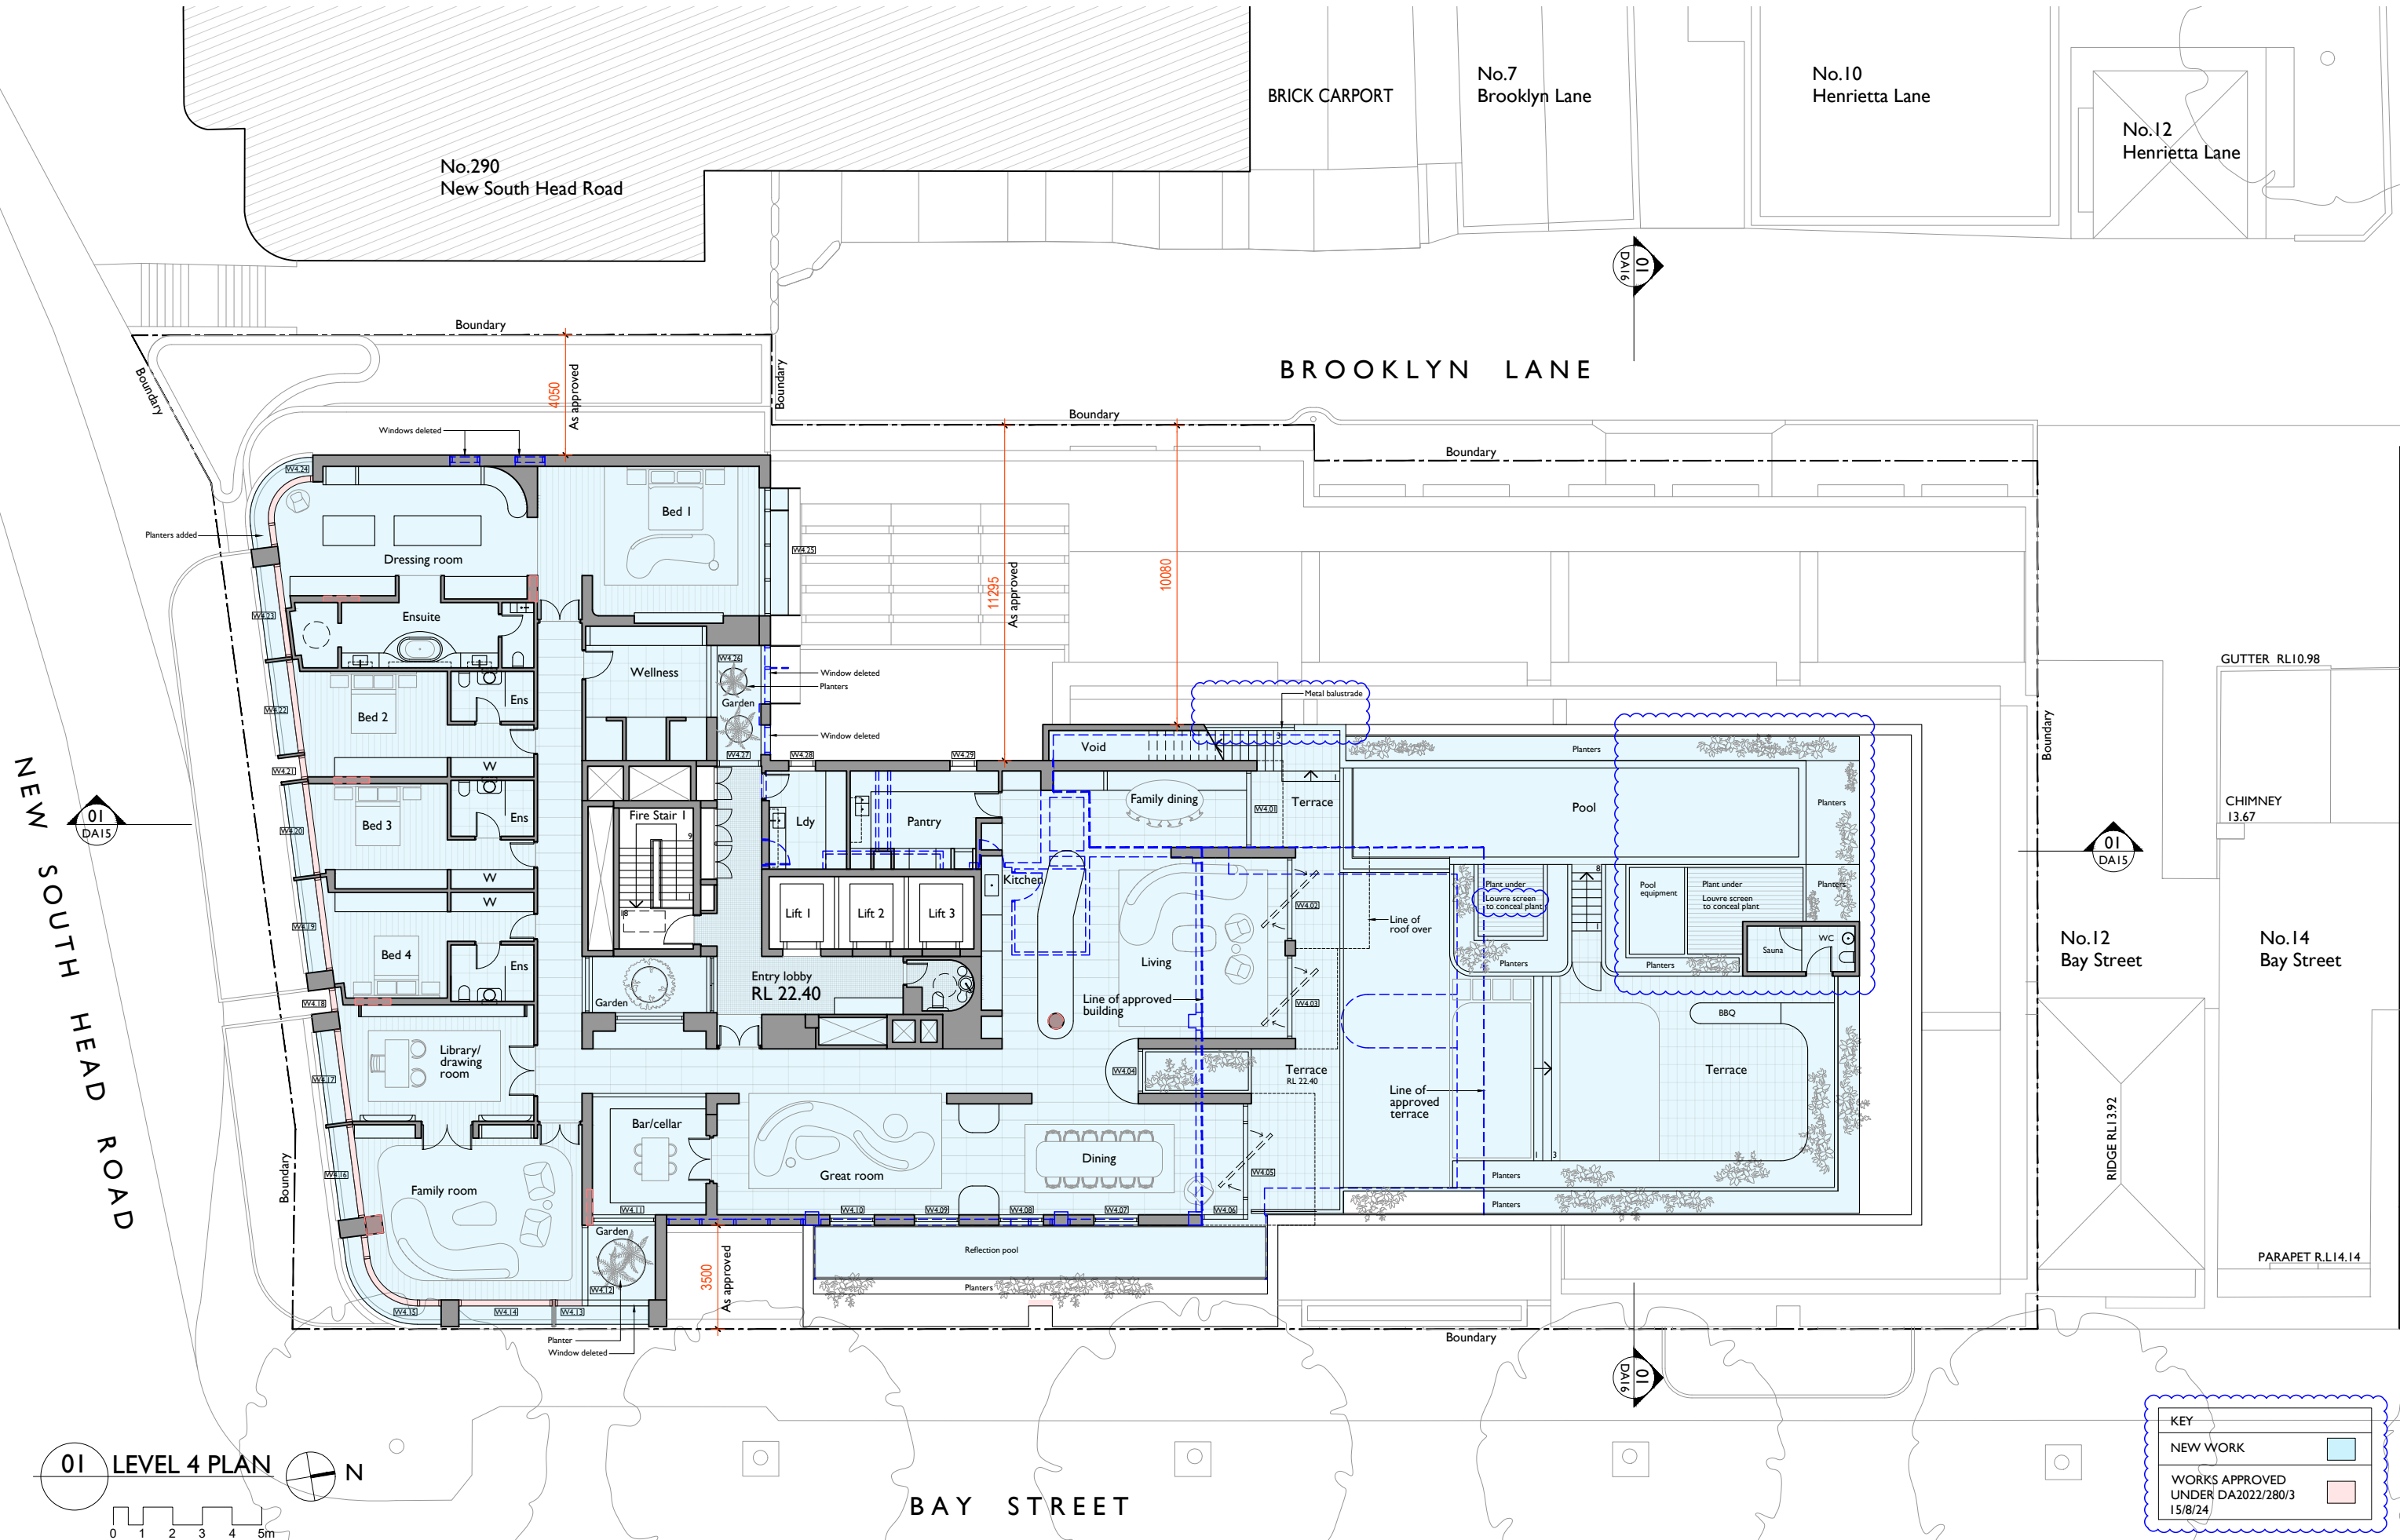 No.290
New South Head Road
BRICK CARPORT
No.7
Brooklyn Lane
No.10
Henrietta Lane
No.12
Henrietta Lane
01
DA16
BROOKLYN LANE
Boundary
Boundary
Boundary
Boundary
Boundary
4050
As approved
11295
As approved
10080
Windows deleted
Planters added
W4.24
W4.23
W4.22
W4.21
W4.20
W4.19
W4.18
W4.17
W4.16
W4.15
W4.14
W4.13
W4.12
W4.11
W4.10
W4.09
W4.08
W4.07
W4.06
W4.05
W4.04
W4.03
W4.02
W4.01
W4.25
W4.26
W4.27
W4.28
W4.29
Dressing room
Bed 1
Ensuite
Wellness
Garden
Window deleted
Planters
Window deleted
Bed 2
Ens
W
Bed 3
Ens
W
W
Bed 4
Ens
Fire Stair 1
9
18
Ldy
Pantry
Kitchen
Lift 1
Lift 2
Lift 3
Entry lobby
RL 22.40
Garden
Library/
drawing
room
Family room
Bar/cellar
Great room
Dining
Garden
Planter
Window deleted
3500
As approved
Reflection pool
Planters
Void
Metal balustrade
Family dining
Terrace
1
Living
Line of approved
building
Line of
roof over
Terrace
RL 22.40
Line of
approved
terrace
Planters
Pool
Planters
Plant under
Louvre screen
to conceal plant
Planters
8
1
Pool
equipment
Plant under
Louvre screen
to conceal plant
Planters
Planters
Sauna
WC
BBQ
Terrace
1
3
Planters
Planters
Boundary
Boundary
Boundary
GUTTER RL10.98
CHIMNEY
13.67
01
DA15
No.12
Bay Street
No.14
Bay Street
RIDGE RL13.92
PARAPET R.L14.14
01
DA15
NEW SOUTH HEAD ROAD
01
DA16
01
LEVEL 4 PLAN
N
0 1 2 3 4 5m
BAY STREET
KEY
NEW WORK
WORKS APPROVED
UNDER DA2022/280/3
15/8/24